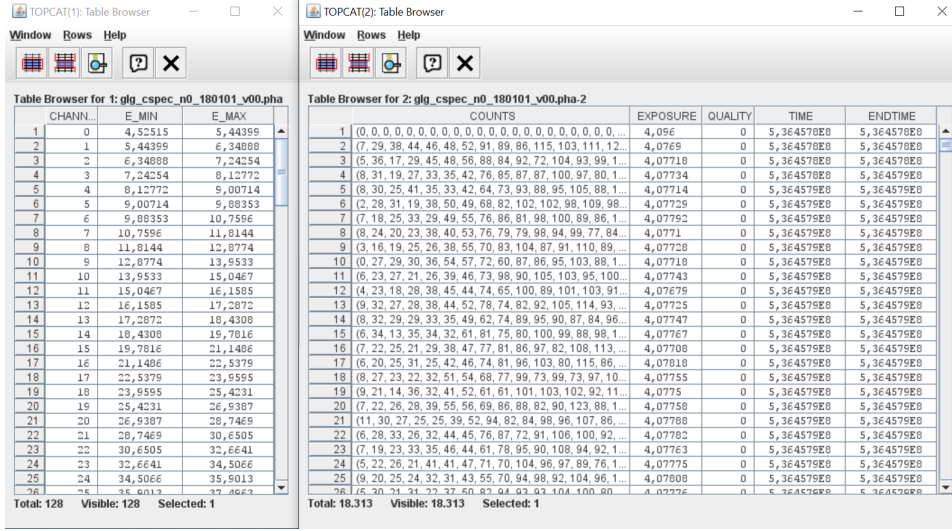 TOPCAT(1): Table Browser
Window Rows Help
Table Browser for 1: glg_cspec_n0_180101_v00.pha
CHANN... E_MIN E_MAX
1 0 4,52515 5,44399
2 1 5,44399 6,34888
3 2 6,34888 7,24254
4 3 7,24254 8,12772
5 4 8,12772 9,00714
6 5 9,00714 9,88353
7 6 9,88353 10,7596
8 7 10,7596 11,8144
9 8 11,8144 12,8774
10 9 12,8774 13,9533
11 10 13,9533 15,0467
12 11 15,0467 16,1585
13 12 16,1585 17,2872
14 13 17,2872 18,4308
15 14 18,4308 19,7816
16 15 19,7816 21,1486
17 16 21,1486 22,5379
18 17 22,5379 23,9595
19 18 23,9595 25,4231
20 19 25,4231 26,9387
21 20 26,9387 28,7469
22 21 28,7469 30,6505
23 22 30,6505 32,6641
24 23 32,6641 34,5066
25 24 34,5066 35,9013
26 25 35,9013 37,4963
Total: 128 Visible: 128 Selected: 1
TOPCAT(2): Table Browser
Window Rows Help
Table Browser for 2: glg_cspec_n0_180101_v00.pha-2
COUNTS EXPOSURE QUALITY TIME ENDTIME
1 (0, 0, 0, 0, 0, 0, 0, 0, 0, 0, 0, 0, 0, 0, 0, 0, 0, 0, 0, 0, 0, ... 4,096 0 5,364578E8 5,364578E8
2 (7, 29, 38, 44, 46, 48, 52, 91, 89, 86, 115, 103, 111, 12... 4,0769 0 5,364578E8 5,364578E8
3 (5, 36, 17, 29, 45, 48, 56, 88, 84, 92, 72, 104, 93, 99, 1... 4,07718 0 5,364578E8 5,364578E8
4 (8, 31, 19, 27, 33, 35, 42, 76, 85, 87, 87, 100, 97, 80, 1... 4,07734 0 5,364578E8 5,364578E8
5 (8, 30, 25, 41, 35, 33, 42, 64, 73, 93, 88, 95, 105, 88, 1... 4,07714 0 5,364578E8 5,364578E8
6 (2, 28, 31, 19, 38, 50, 49, 68, 82, 102, 102, 98, 109, 98... 4,07729 0 5,364578E8 5,364578E8
7 (7, 18, 25, 33, 29, 49, 55, 76, 86, 81, 98, 100, 89, 86, 1... 4,07792 0 5,364578E8 5,364578E8
8 (8, 24, 20, 23, 38, 40, 53, 76, 79, 79, 98, 94, 99, 77, 84... 4,0771 0 5,364578E8 5,364578E8
9 (3, 16, 19, 25, 26, 38, 55, 70, 83, 104, 87, 91, 110, 89, ... 4,07728 0 5,364578E8 5,364578E8
10 (0, 27, 29, 30, 36, 54, 57, 72, 60, 87, 86, 95, 103, 88, 1... 4,07718 0 5,364578E8 5,364578E8
11 (6, 23, 27, 21, 26, 39, 46, 73, 98, 90, 105, 103, 95, 100... 4,07743 0 5,364578E8 5,364579E8
12 (4, 23, 18, 28, 38, 45, 44, 74, 65, 100, 89, 101, 103, 91... 4,07679 0 5,364579E8 5,364579E8
13 (9, 32, 27, 28, 38, 44, 52, 78, 74, 82, 92, 105, 114, 93, ... 4,07725 0 5,364579E8 5,364579E8
14 (8, 32, 29, 29, 33, 35, 49, 62, 74, 89, 95, 90, 87, 84, 96... 4,07747 0 5,364579E8 5,364579E8
15 (6, 34, 13, 35, 34, 32, 61, 81, 75, 80, 100, 99, 88, 98, 1... 4,07767 0 5,364579E8 5,364579E8
16 (7, 22, 25, 21, 29, 38, 47, 77, 81, 86, 97, 82, 108, 113, ... 4,07708 0 5,364579E8 5,364579E8
17 (6, 20, 25, 31, 25, 42, 46, 74, 81, 96, 103, 80, 115, 86, ... 4,07818 0 5,364579E8 5,364579E8
18 (8, 27, 23, 22, 32, 51, 54, 68, 77, 99, 73, 99, 73, 97, 10... 4,07755 0 5,364579E8 5,364579E8
19 (9, 21, 14, 36, 32, 41, 52, 61, 61, 101, 103, 102, 92, 11... 4,0775 0 5,364579E8 5,364579E8
20 (7, 22, 26, 28, 39, 55, 56, 69, 86, 88, 82, 90, 123, 88, 1... 4,07758 0 5,364579E8 5,364579E8
21 (11, 30, 27, 25, 25, 39, 52, 94, 82, 84, 98, 96, 107, 86,... 4,07788 0 5,364579E8 5,364579E8
22 (6, 28, 33, 26, 32, 44, 45, 76, 87, 72, 91, 106, 100, 92, ... 4,07782 0 5,364579E8 5,364579E8
23 (7, 19, 23, 33, 35, 46, 44, 61, 78, 95, 90, 108, 94, 92, 1... 4,07763 0 5,364579E8 5,364579E8
24 (5, 22, 26, 21, 41, 41, 47, 71, 70, 104, 96, 97, 89, 76, 1... 4,07775 0 5,364579E8 5,364579E8
25 (9, 20, 25, 24, 32, 31, 43, 55, 70, 94, 98, 92, 104, 96, 1... 4,07808 0 5,364579E8 5,364579E8
Total: 18.313 Visible: 18.313 Selected: 1